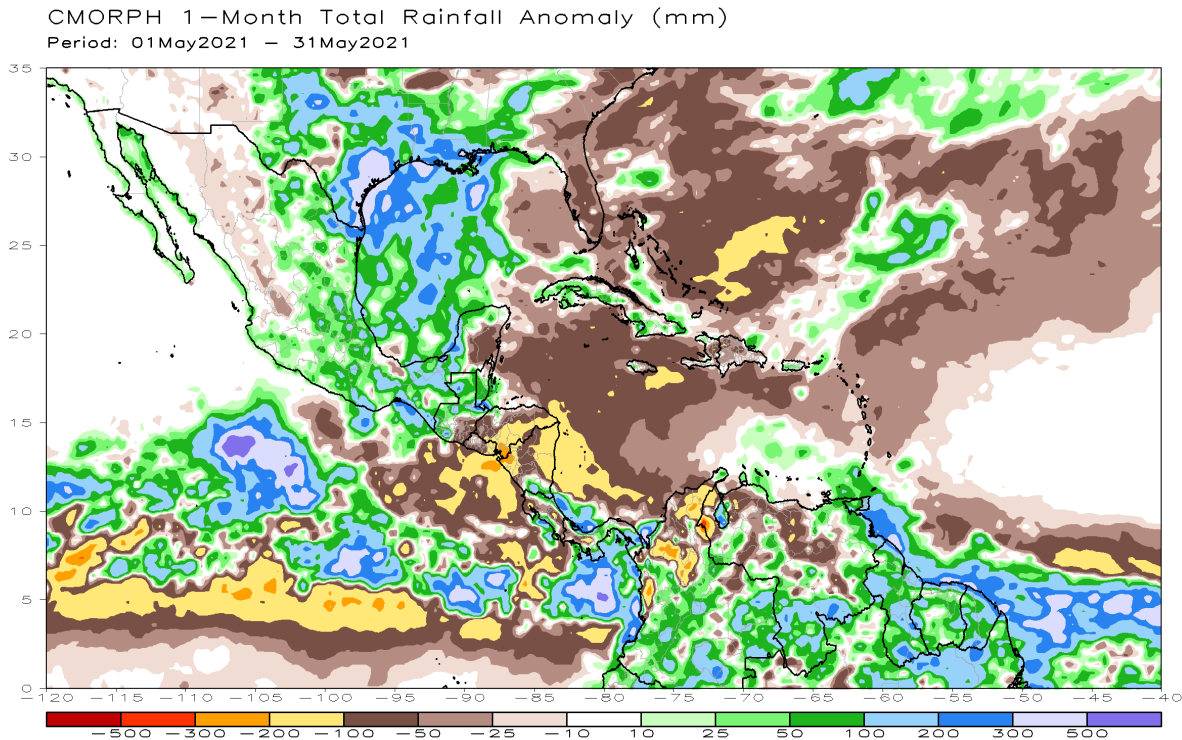 CMORPH 1-Month Total Rainfall Anomaly (mm)
Period: 01May2021 - 31May2021
35
30
25
20
15
10
5
0
-120 -115 -110 -105 -100 -95 -90 -85 -80 -75 -70 -65 -60 -55 -50 -45 -40
-500 -300 -200 -100 -50 -25 -10 10 25 50 100 200 300 500